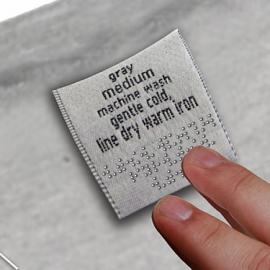 gray
medium
machine wash
gentle cold,
line dry warm iron